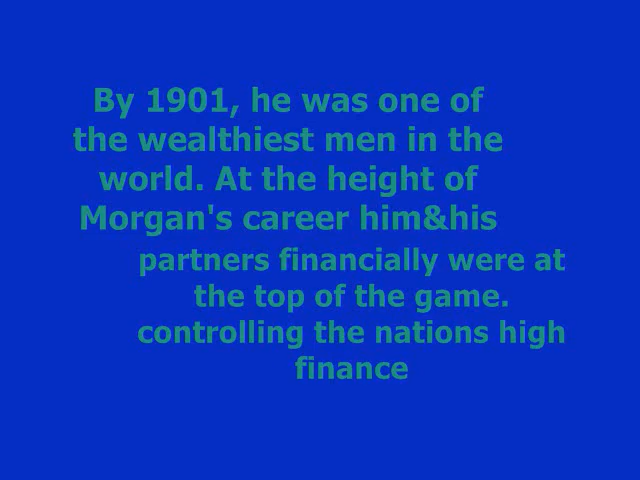 By 1901, he was one of
the wealthiest men in the
world. At the height of
Morgan's career him&his
partners financially were at
the top of the game.
controlling the nations high
finance